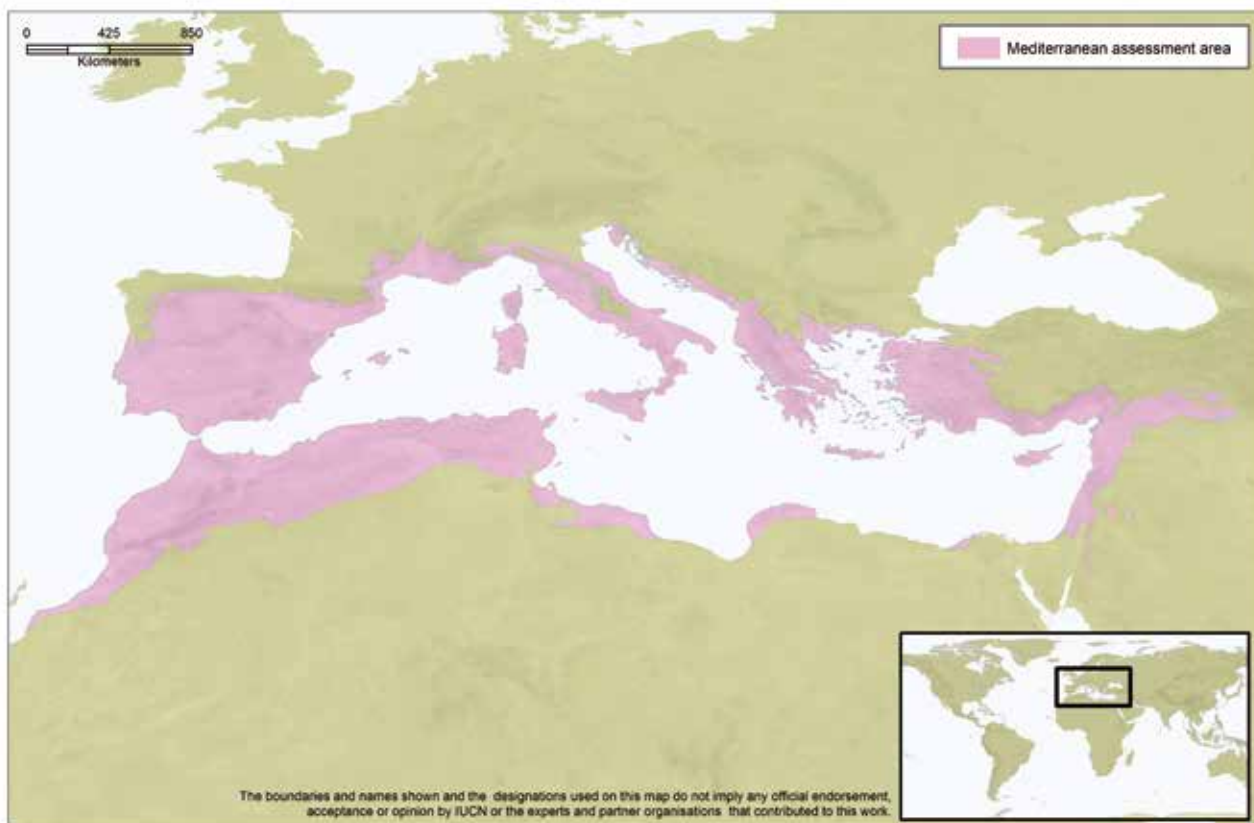 0 425 850
Kilometers
Mediterranean assessment area
The boundaries and names shown and the designations used on this map do not imply any official endorsement,
acceptance or opinion by IUCN or the experts and partner organisations that contributed to this work.